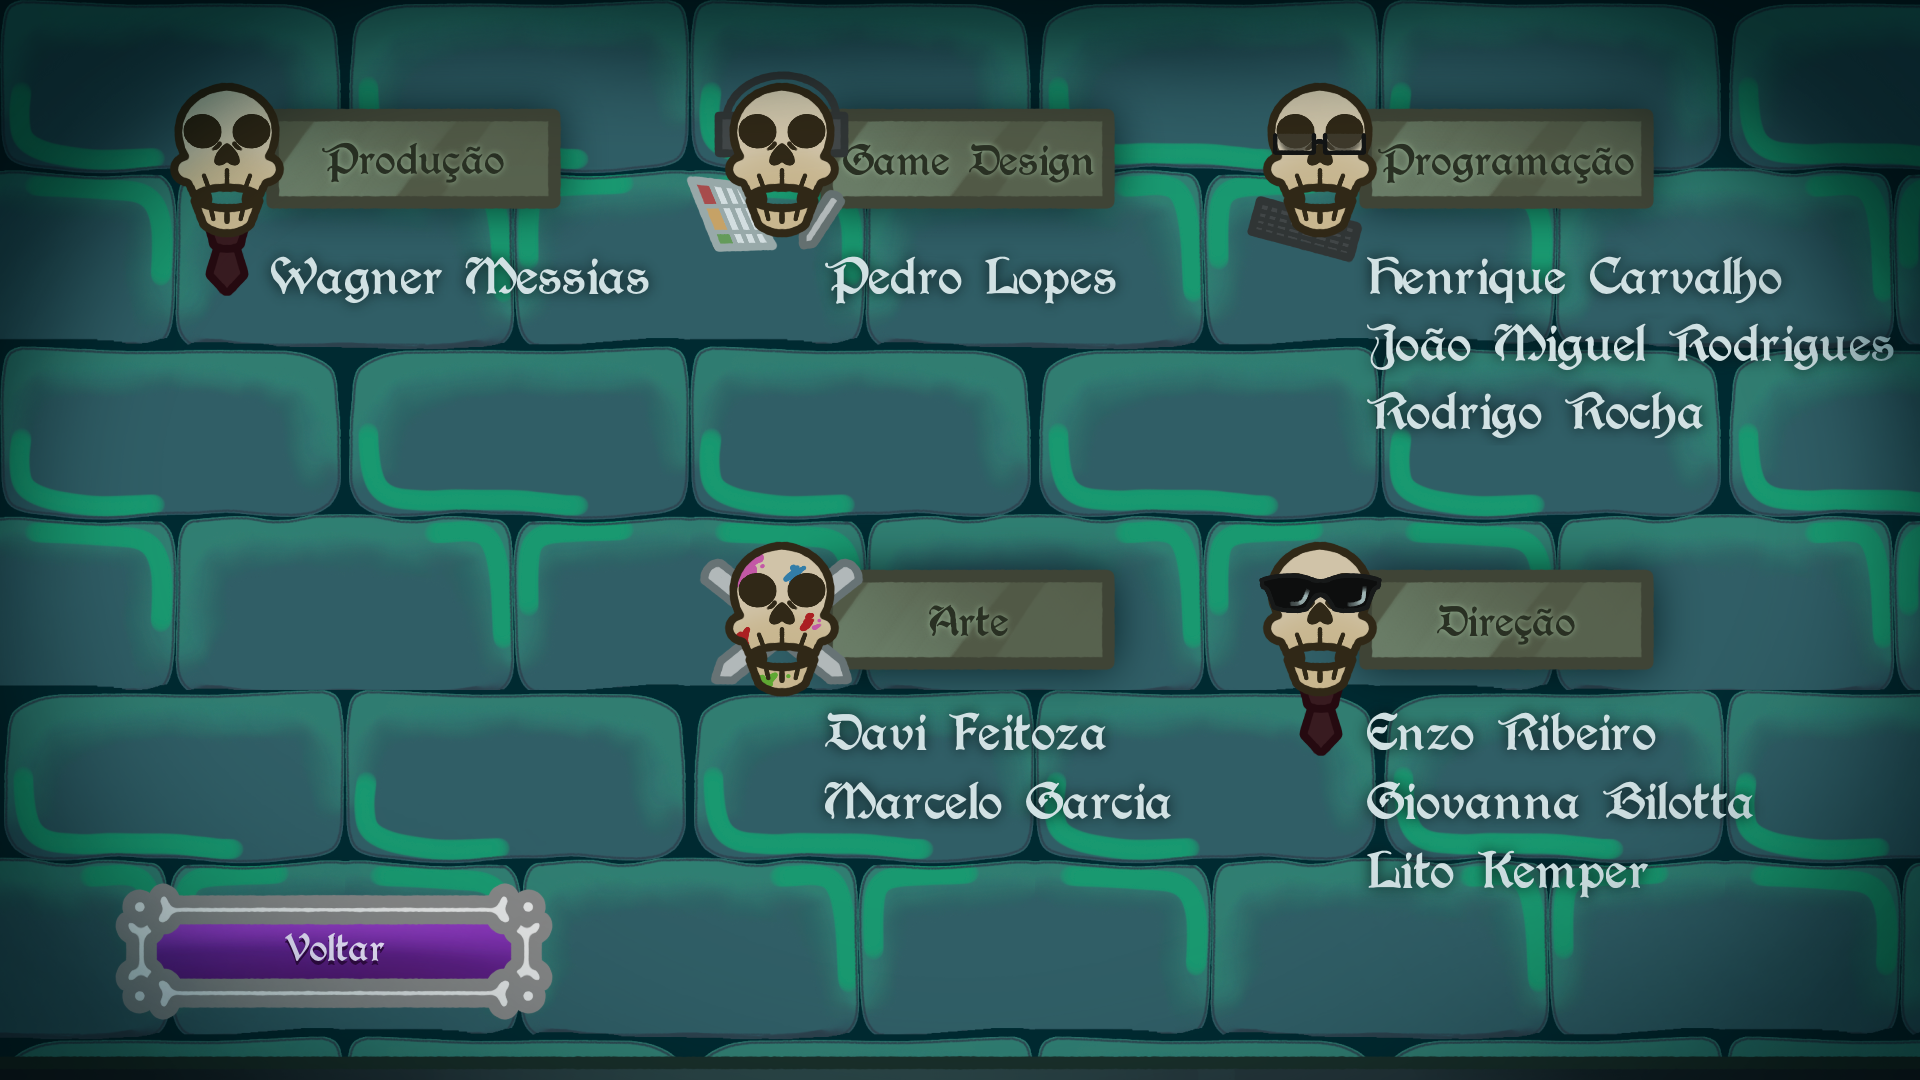 Produção
Wagner Messias
Game Design
Pedro Lopes
Programação
Henrique Carvalho
João Miguel Rodrigues
Rodrigo Rocha
Arte
Davi Feitoza
Marcelo Garcia
Direção
Enzo Ribeiro
Giovanna Bilotta
Lito Kemper
Voltar